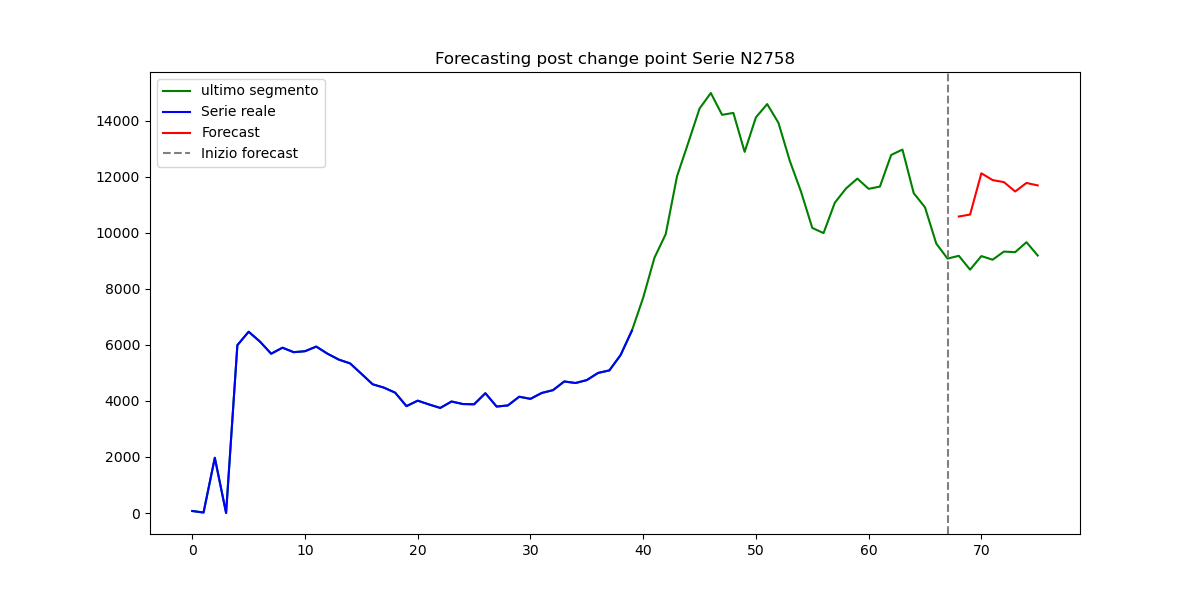 Forecasting post change point Serie N2758
ultimo segmento
Serie reale
Forecast
Inizio forecast
14000
12000
10000
8000
6000
4000
2000
0
0 10 20 30 40 50 60 70